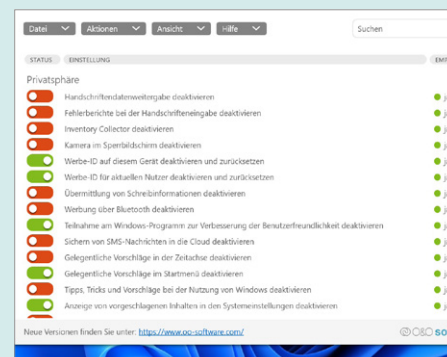 Datei Aktionen Ansicht Hilfe Suchen
STATUS EINSTELLUNG
Privatsphäre
Handschriftendatenweitergabe deaktivieren
Fehlerberichte bei der Handschrifteneingabe deaktivieren
Inventory Collector deaktivieren
Kamera im Sperrbildschirm deaktivieren
Werbe-ID auf diesem Gerät deaktivieren und zurücksetzen
Werbe-ID für aktuellen Nutzer deaktivieren und zurücksetzen
Übermittlung von Schreibinformationen deaktivieren
Werbung über Bluetooth deaktivieren
Teilnahme am Windows-Programm zur Verbesserung der Benutzerfreundlichkeit deaktivieren
Sichern von SMS-Nachrichten in die Cloud deaktivieren
Gelegentliche Vorschläge in der Zeitachse deaktivieren
Gelegentliche Vorschläge im Startmenü deaktivieren
Tipps, Tricks und Vorschläge bei der Nutzung von Windows deaktivieren
Anzeige von vorgeschlagenen Inhalten in den Systemeinstellungen deaktivieren
Neue Versionen finden Sie unter: https://www.oo-software.com/ O&O SO